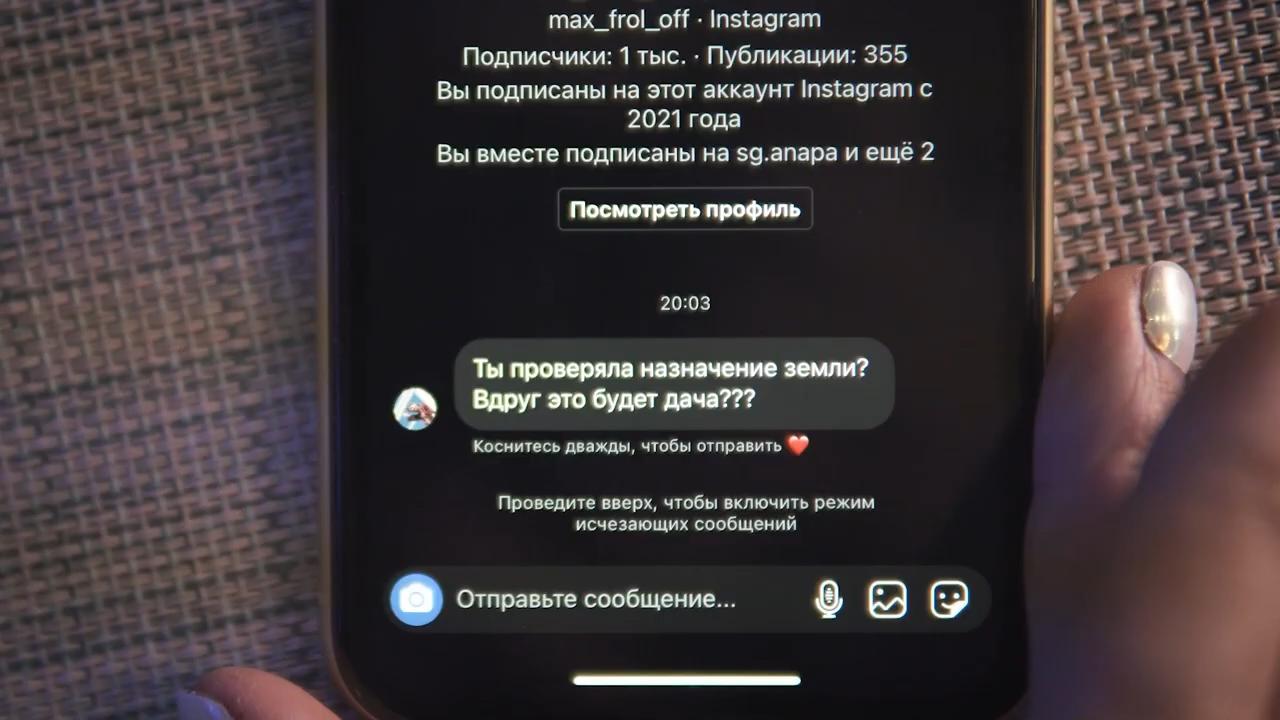 max_frol_off · Instagram
Подписчики: 1 тыс. · Публикации: 355
Вы подписаны на этот аккаунт Instagram с
2021 года
Вы вместе подписаны на sg.anapa и ещё 2
Посмотреть профиль
20:03
Ты проверяла назначение земли?
Вдруг это будет дача???
Коснитесь дважды, чтобы отправить ❤️
Проведите вверх, чтобы включить режим
исчезающих сообщений
Отправьте сообщение...